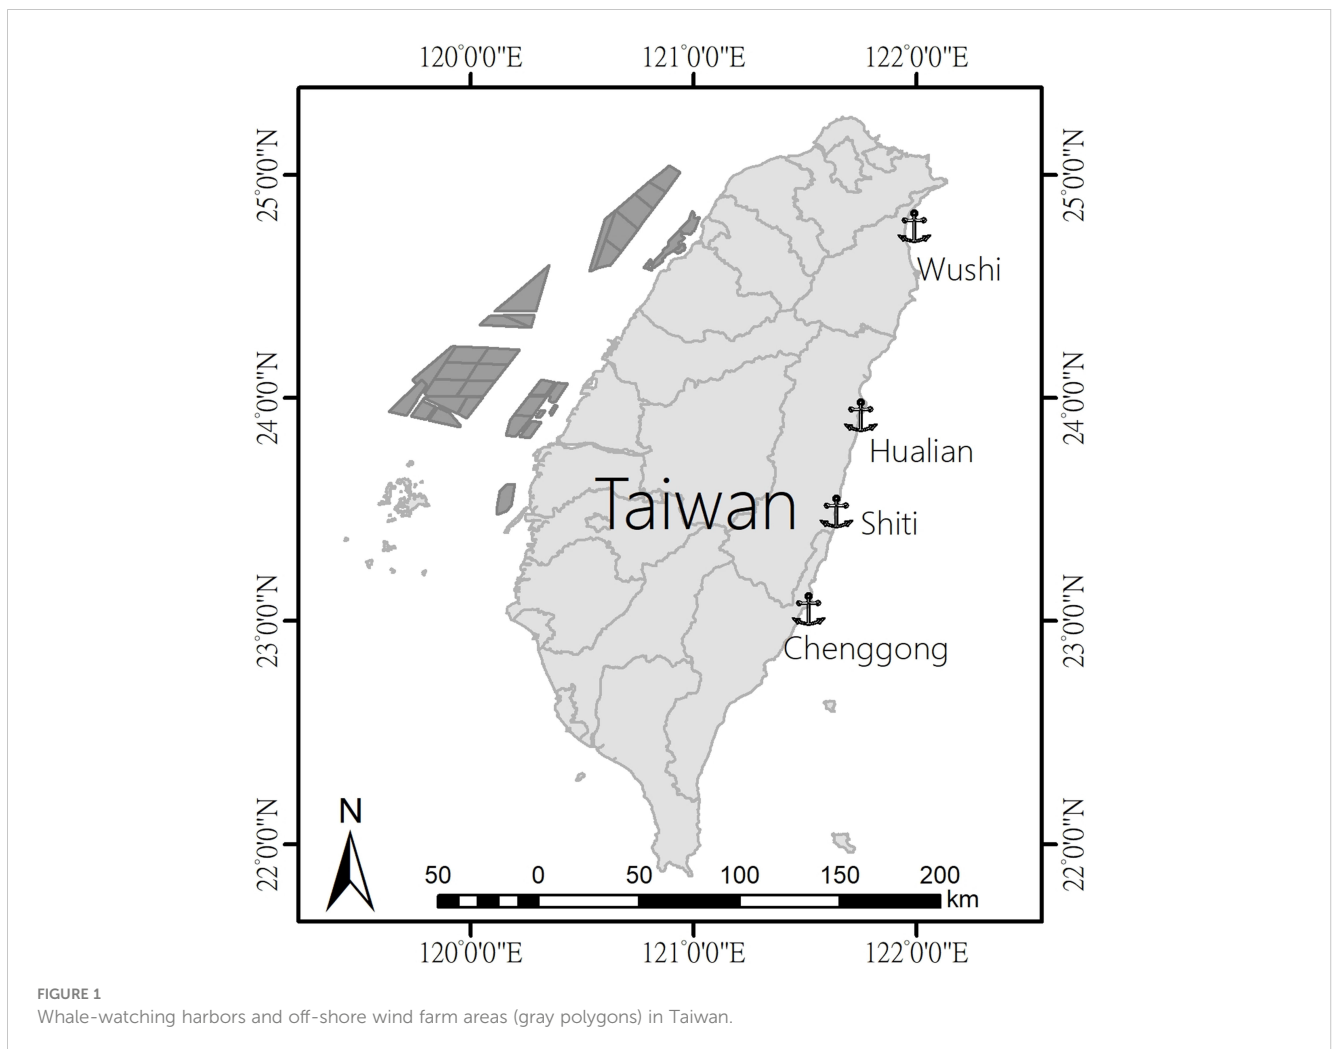 120°0'0"E 121°0'0"E 122°0'0"E
25°0'0"N 25°0'0"N
Wushi
24°0'0"N 24°0'0"N
Hualian
Taiwan
Shiti
23°0'0"N 23°0'0"N
Chenggong
22°0'0"N 22°0'0"N
N
50 0 50 100 150 200
km
120°0'0"E 121°0'0"E 122°0'0"E
FIGURE 1
Whale-watching harbors and off-shore wind farm areas (gray polygons) in Taiwan.